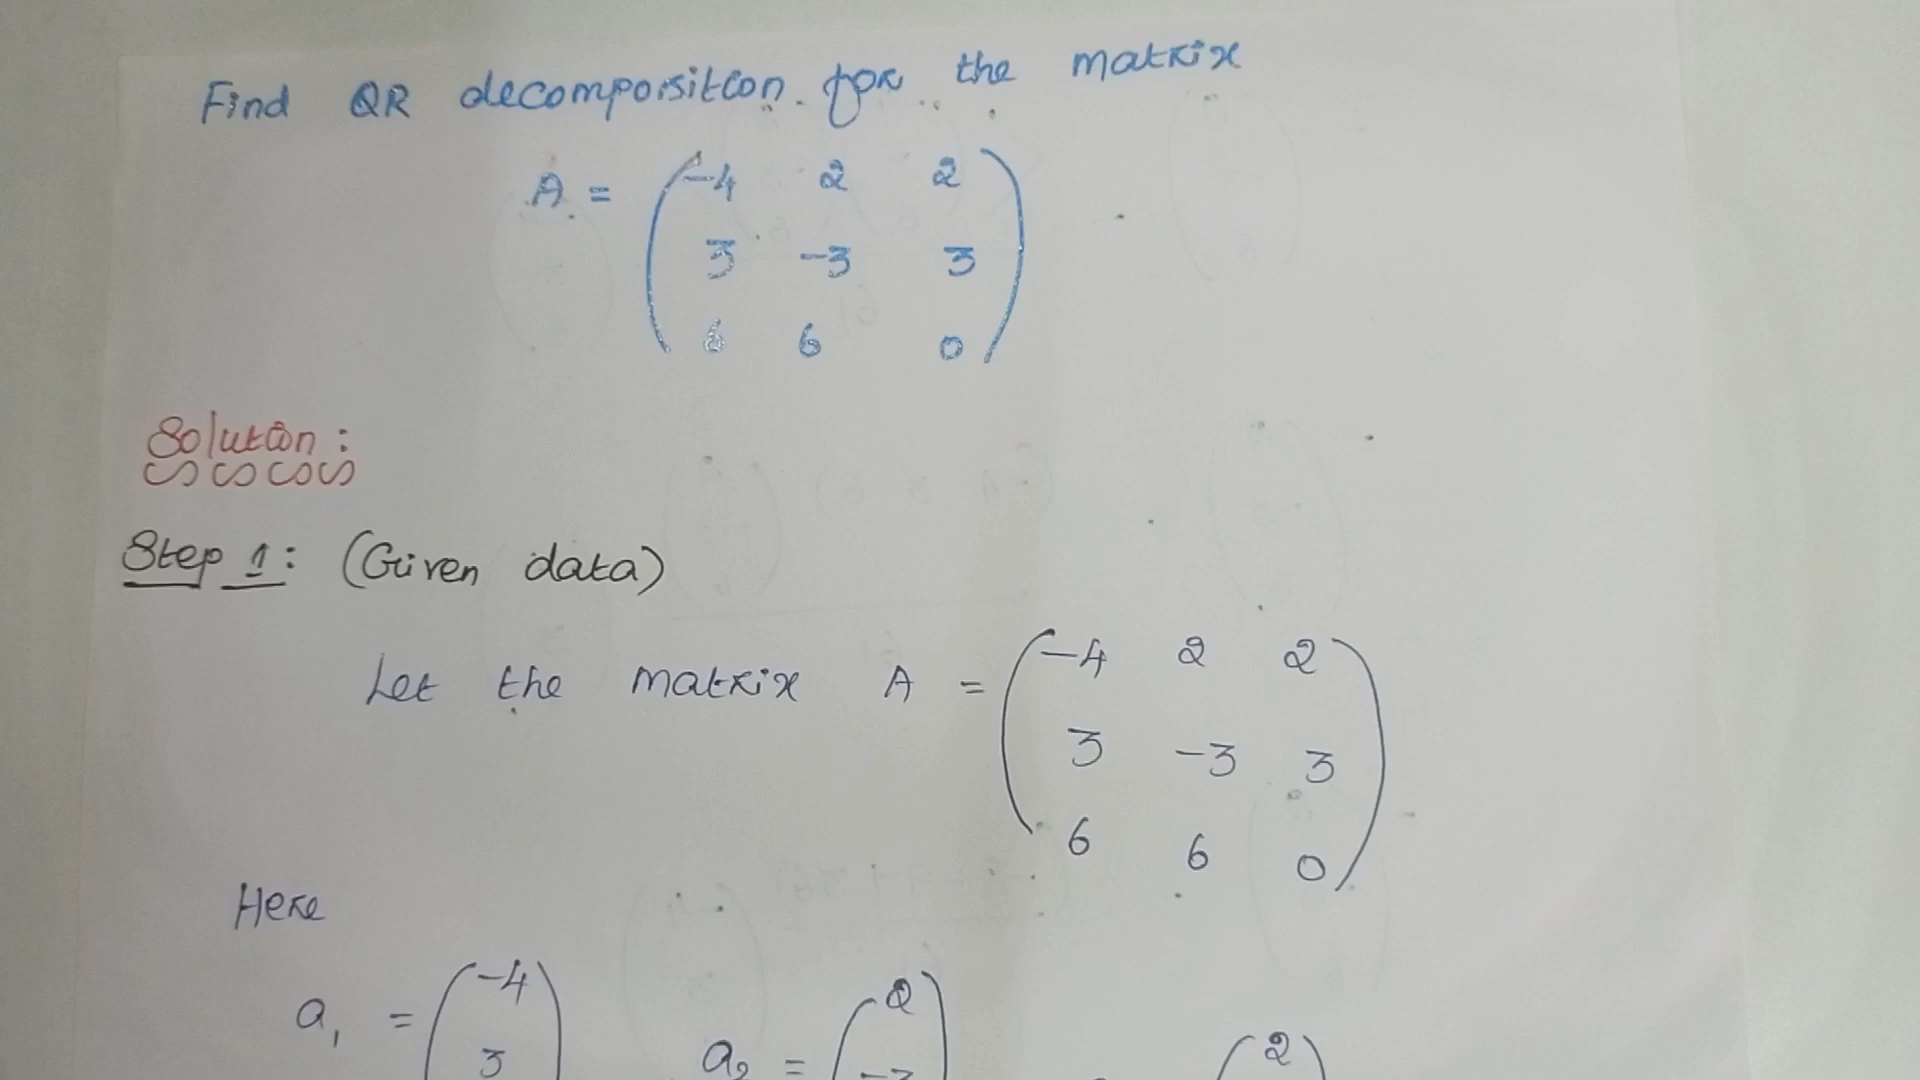 Find QR decomposition for the matrix
A = (-4 2 2
3 -3 3
6 6 0)
Solution:
Step 1: (Given data)
Let the matrix A = (-4 2 2
3 -3 3
6 6 0)
Here
a1 = (-4
3
a2 = (2
-3
(2)